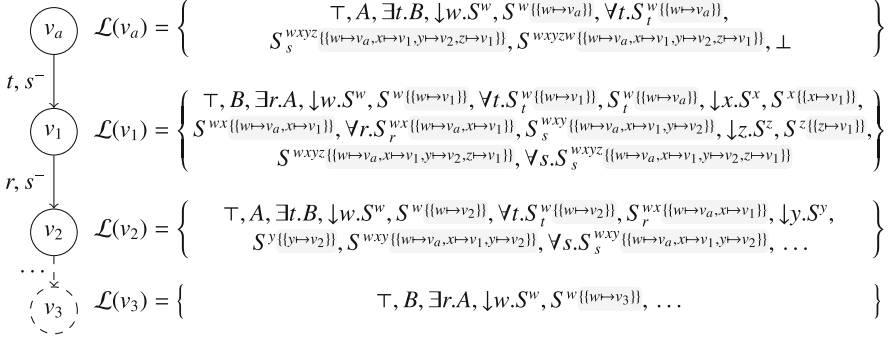 v_a 𝓛(v_a) = { ⊤, A, ∃t.B, ↓w.S^w, S^w{{w↦v_a}}, ∀t.S_t^w{{w↦v_a}},
S_s^wxyz{{w↦v_a,x↦v_1,y↦v_2,z↦v_1}}, S^wxyzw{{w↦v_a,x↦v_1,y↦v_2,z↦v_1}}, ⊥ }
t, s^−
v_1 𝓛(v_1) = { ⊤, B, ∃r.A, ↓w.S^w, S^w{{w↦v_1}}, ∀t.S_t^w{{w↦v_1}}, S_t^w{{w↦v_a}}, ↓x.S^x, S^x{{x↦v_1}},
S^wx{{w↦v_a,x↦v_1}}, ∀r.S_r^wx{{w↦v_a,x↦v_1}}, S_s^wxy{{w↦v_a,x↦v_1,y↦v_2}}, ↓z.S^z, S^z{{z↦v_1}},
S^wxyz{{w↦v_a,x↦v_1,y↦v_2,z↦v_1}}, ∀s.S_s^wxyz{{w↦v_a,x↦v_1,y↦v_2,z↦v_1}} }
r, s^−
v_2 𝓛(v_2) = { ⊤, A, ∃t.B, ↓w.S^w, S^w{{w↦v_2}}, ∀t.S_t^w{{w↦v_2}}, S_r^wx{{w↦v_a,x↦v_1}}, ↓y.S^y,
S^y{{y↦v_2}}, S^wxy{{w↦v_a,x↦v_1,y↦v_2}}, ∀s.S_s^wxy{{w↦v_a,x↦v_1,y↦v_2}}, … }
…
v_3 𝓛(v_3) = { ⊤, B, ∃r.A, ↓w.S^w, S^w{{w↦v_3}}, … }